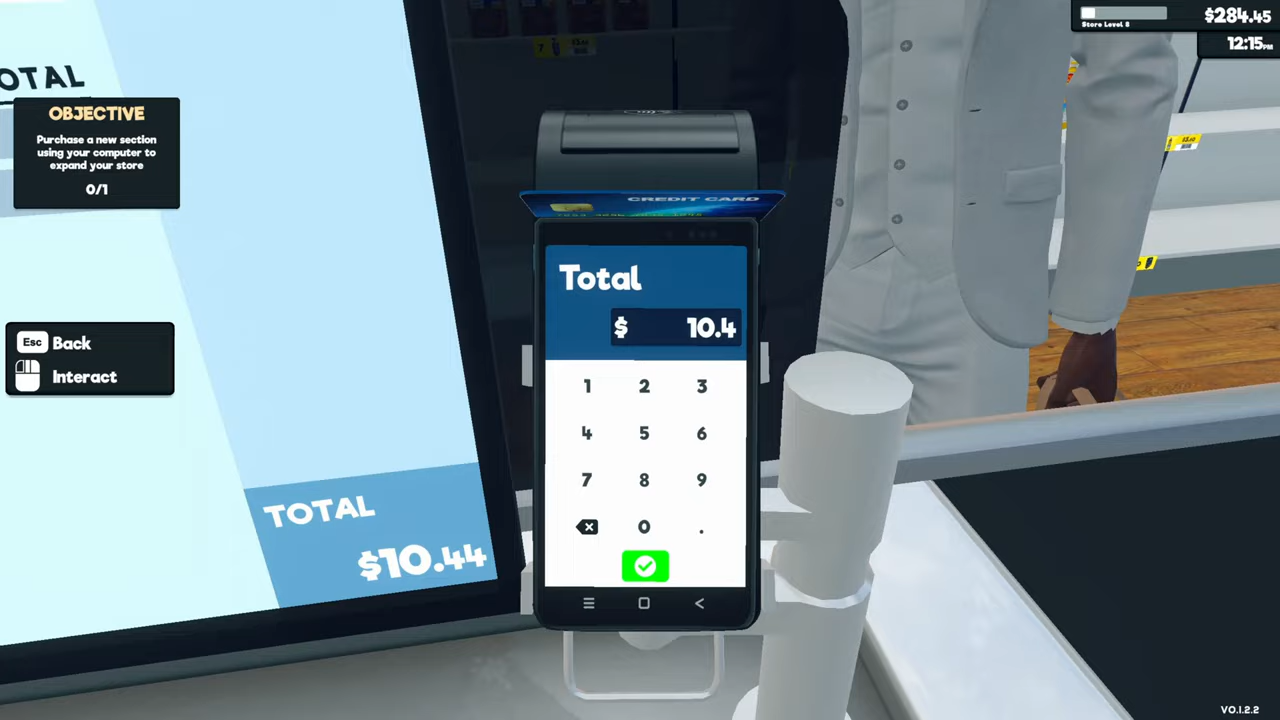 $284.45
Store Level 8
12:15PM
OTAL
OBJECTIVE
Purchase a new section
using your computer to
expand your store
0/1
Esc Back
Interact
CREDIT CARD
Total
$ 10.4
1 2 3
4 5 6
7 8 9
0 .
TOTAL
$10.44
V0.1.2.2